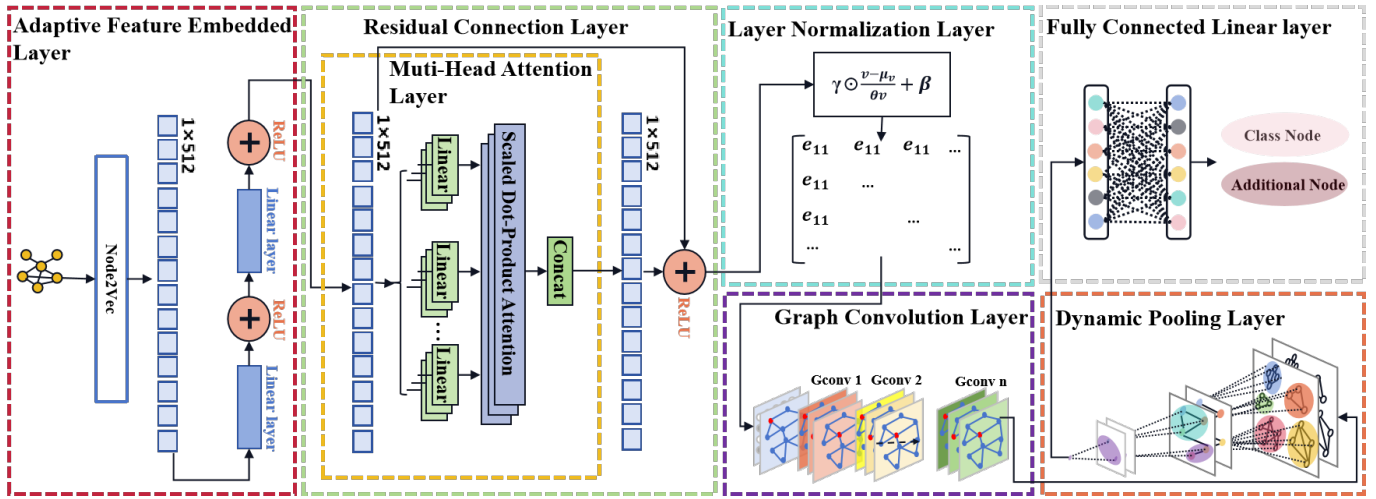 Adaptive Feature Embedded
Layer
Node2Vec
1×512
ReLU
Linear layer
ReLU
Linear layer
Residual Connection Layer
Muti-Head Attention
Layer
1×512
Linear
Linear
...
Linear
Scaled Dot-Product Attention
Concat
1×512
ReLU
Layer Normalization Layer
γ ⊙ (v−μ_v)/(θv) + β
e₁₁ e₁₁ e₁₁ ...
e₁₁ ...
e₁₁ ...
... ...
Graph Convolution Layer
Gconv 1 Gconv 2 Gconv n
Fully Connected Linear layer
Class Node
Additional Node
Dynamic Pooling Layer